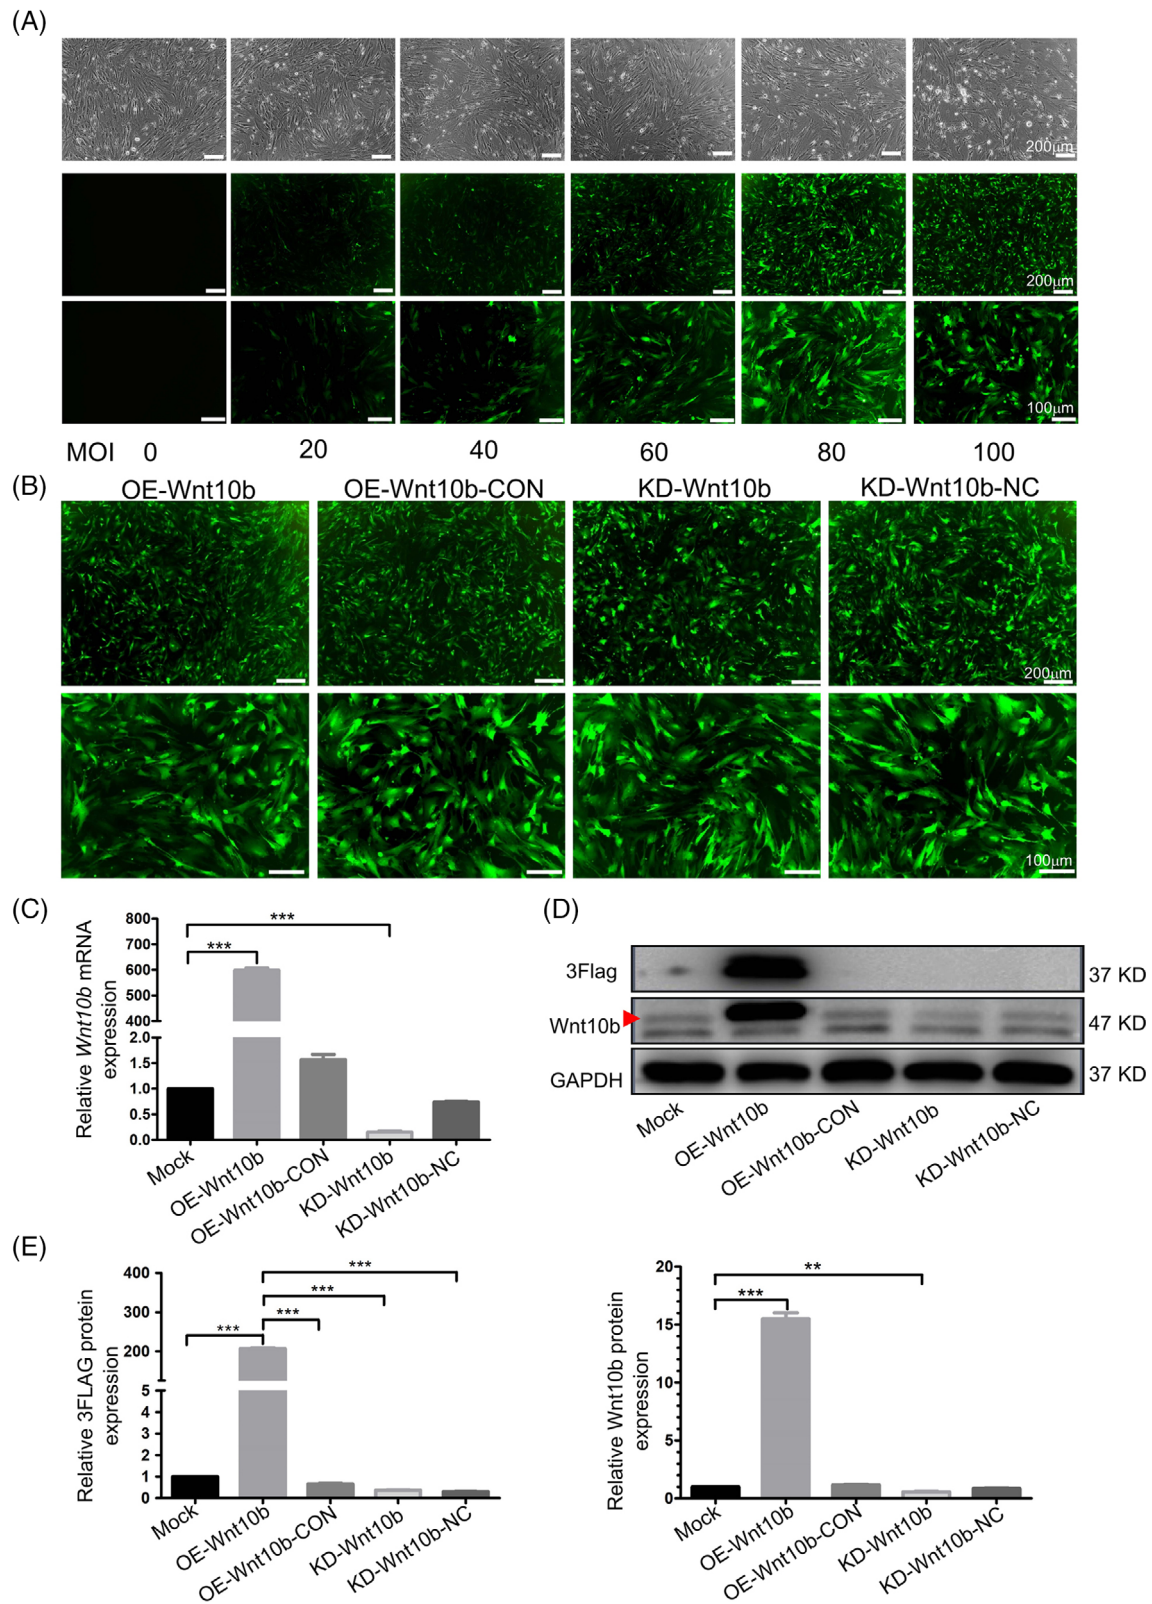 (A)
200μm
200μm
100μm
MOI 0 20 40 60 80 100
(B)
OE-Wnt10b OE-Wnt10b-CON KD-Wnt10b KD-Wnt10b-NC
200μm
100μm
(C)
Relative Wnt10b mRNA
expression
800
700
600
500
400
2.0
1.5
1.0
0.5
0.0
***
***
Mock
OE-Wnt10b
OE-Wnt10b-CON
KD-Wnt10b
KD-Wnt10b-NC
(D)
3Flag 37 KD
Wnt10b 47 KD
GAPDH 37 KD
Mock
OE-Wnt10b
OE-Wnt10b-CON
KD-Wnt10b
KD-Wnt10b-NC
(E)
Relative 3FLAG protein
expression
400
300
200
5
4
3
2
1
0
***
***
***
***
Mock
OE-Wnt10b
OE-Wnt10b-CON
KD-Wnt10b
KD-Wnt10b-NC
Relative Wnt10b protein
expression
20
15
10
5
0
**
***
Mock
OE-Wnt10b
OE-Wnt10b-CON
KD-Wnt10b
KD-Wnt10b-NC